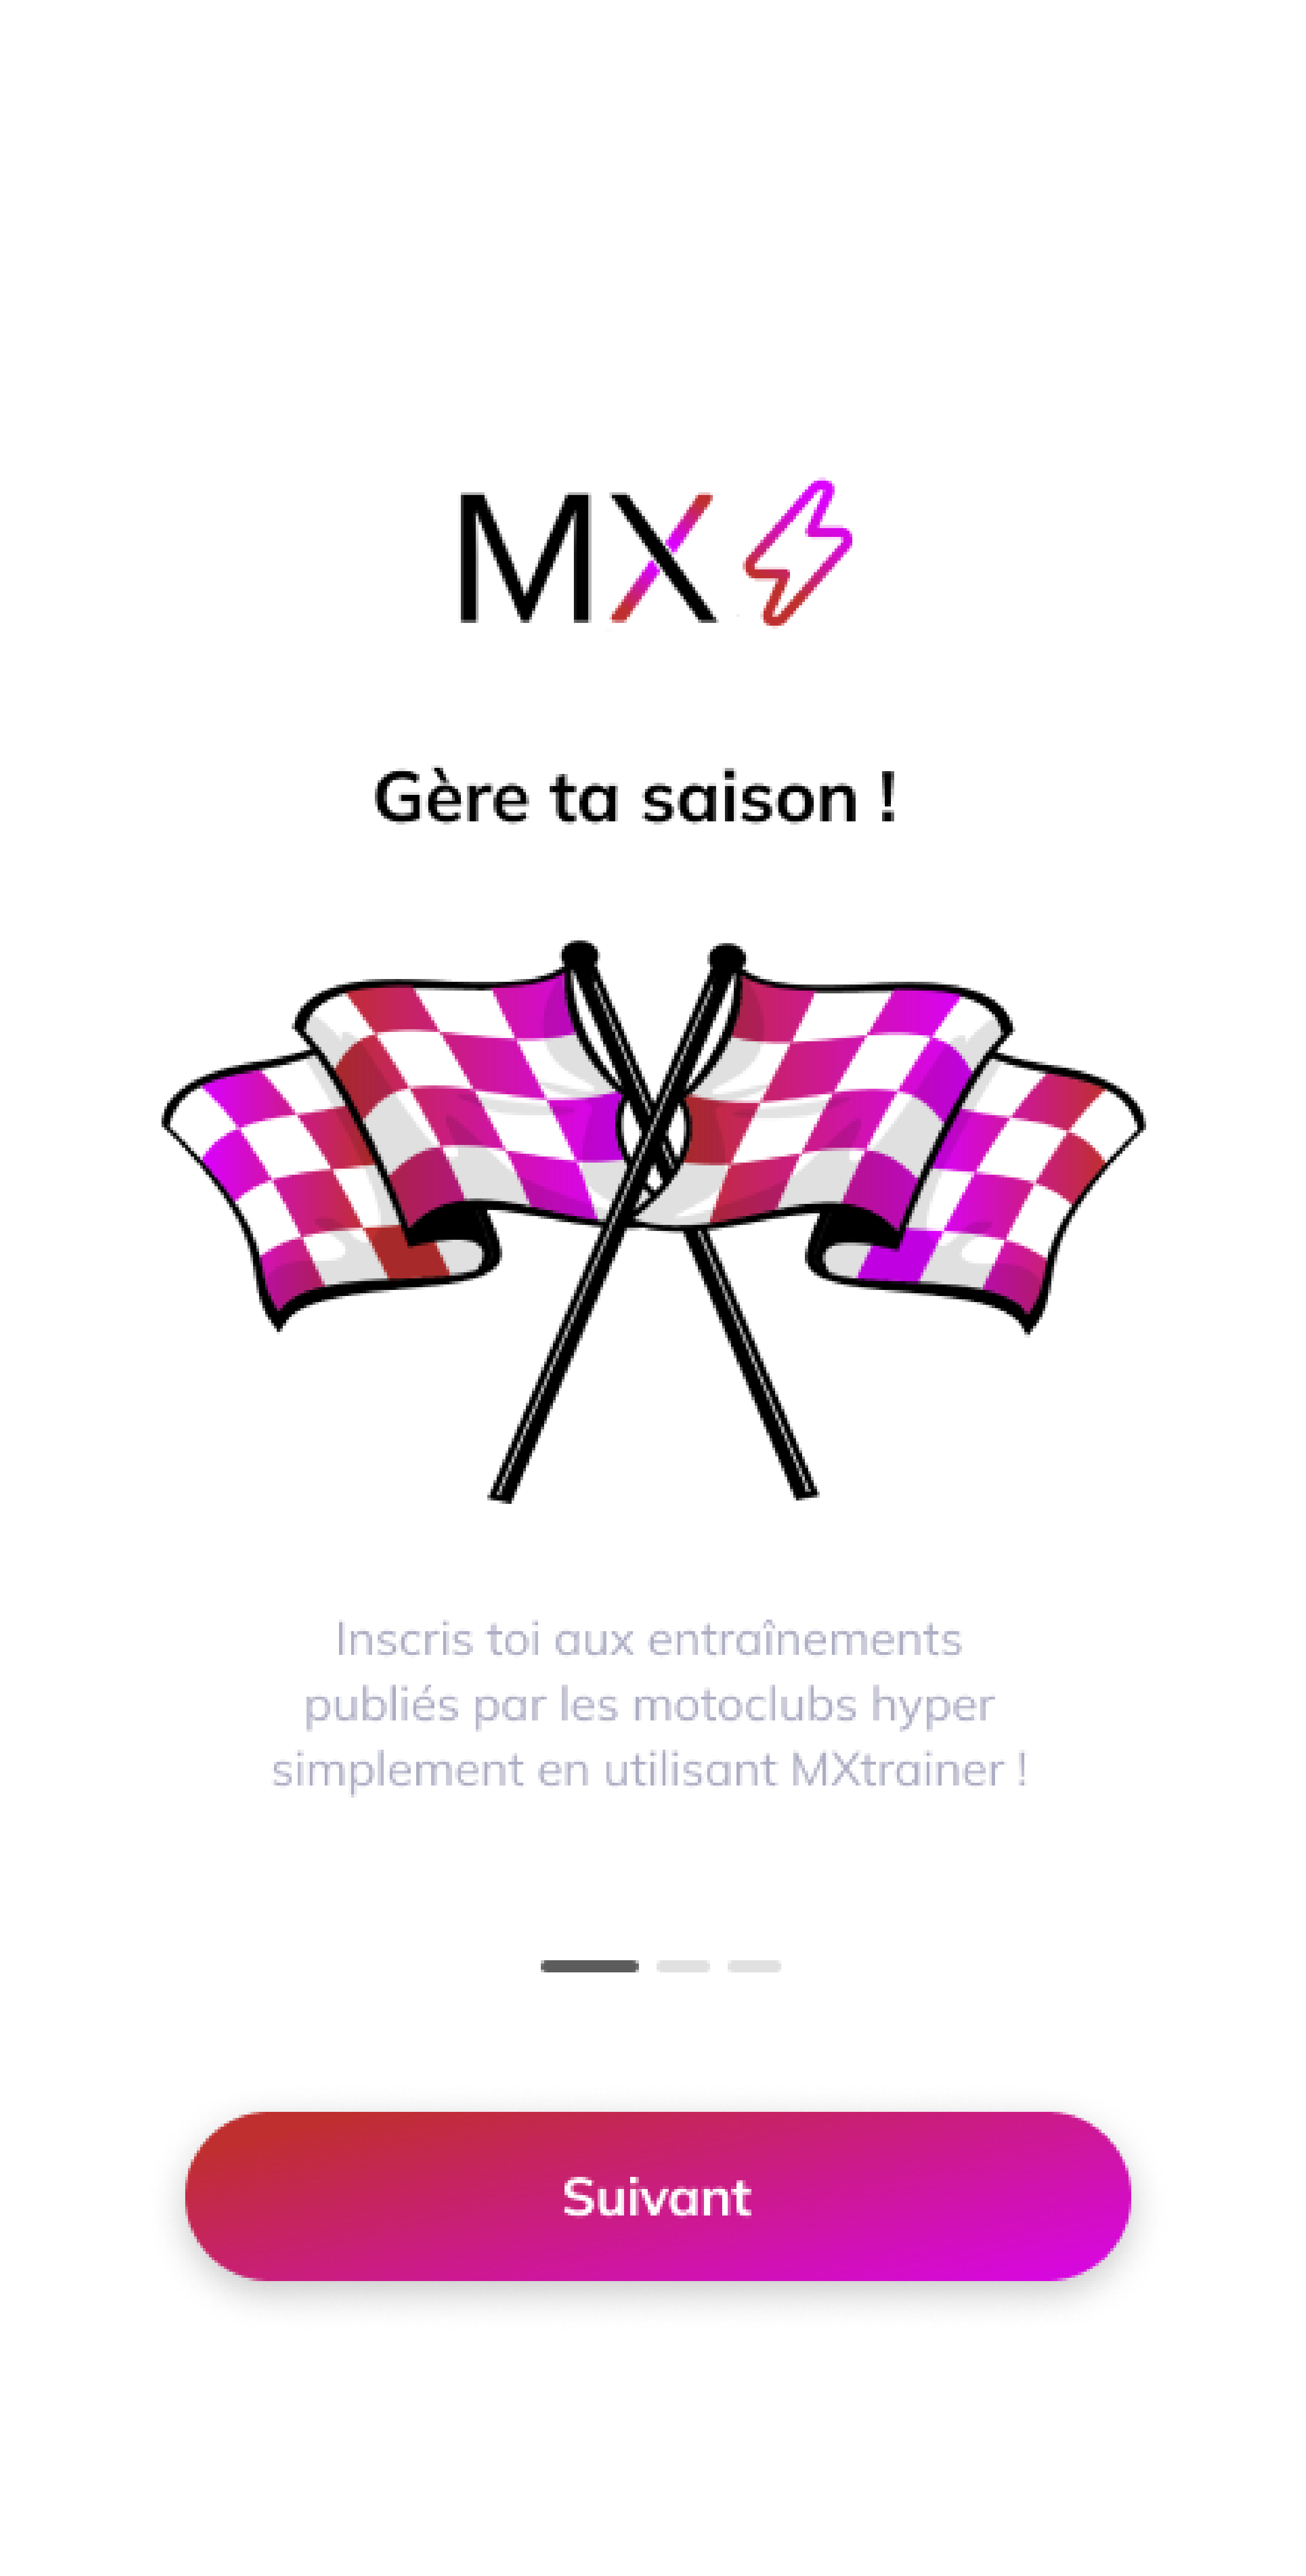 MX
Gère ta saison !
Inscris toi aux entraînements
publiés par les motoclubs hyper
simplement en utilisant MXtrainer !
Suivant